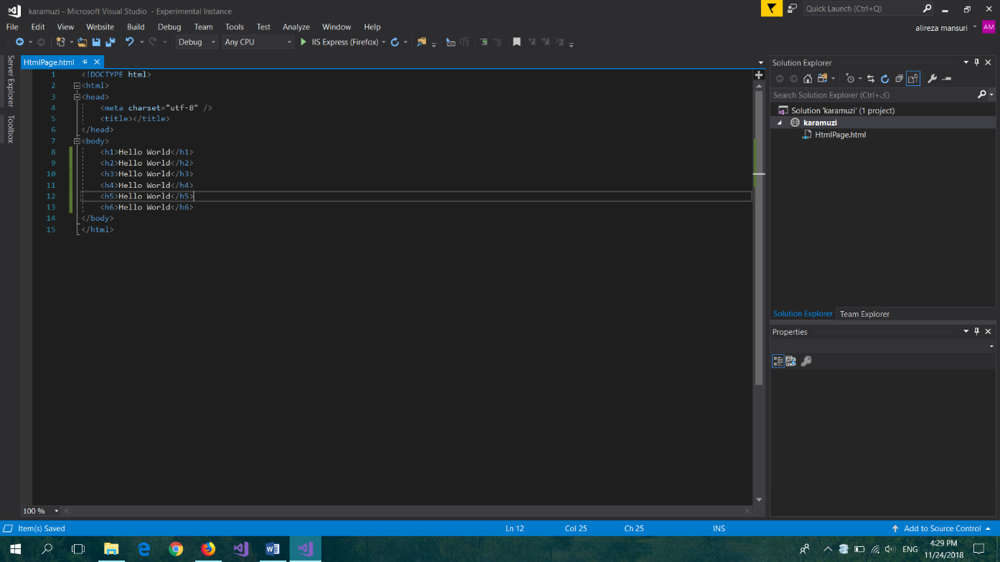 karamuzi - Microsoft Visual Studio - Experimental Instance
Quick Launch (Ctrl+Q)
File Edit View Website Build Debug Team Tools Test Analyze Window Help
alireza mansuri AM
Debug Any CPU IIS Express (Firefox)
Server Explorer
Toolbox
HtmlPage.html
1 <!DOCTYPE html>
2 <html>
3 <head>
4 <meta charset="utf-8" />
5 <title></title>
6 </head>
7 <body>
8 <h1>Hello World</h1>
9 <h2>Hello World</h2>
10 <h3>Hello World</h3>
11 <h4>Hello World</h4>
12 <h5>Hello World</h5>
13 <h6>Hello World</h6>
14 </body>
15 </html>
100 %
Solution Explorer
Search Solution Explorer (Ctrl+ک)
Solution 'karamuzi' (1 project)
karamuzi
HtmlPage.html
Solution Explorer Team Explorer
Properties
Item(s) Saved Ln 12 Col 25 Ch 25 INS Add to Source Control
ENG
4:29 PM
11/24/2018